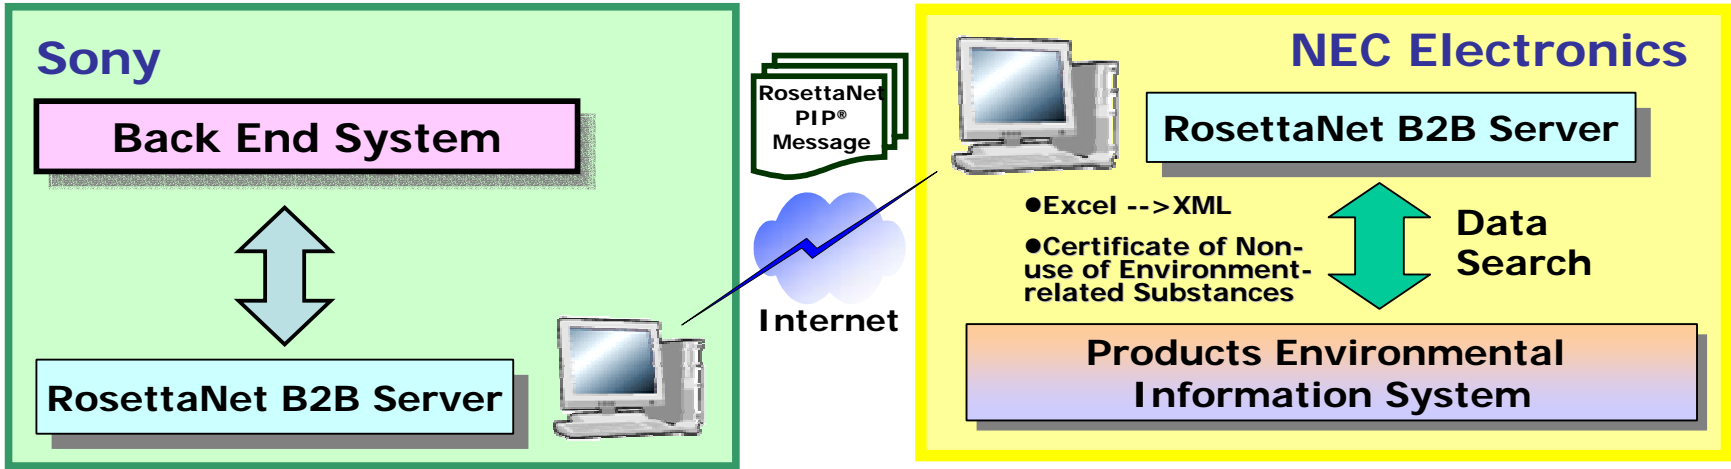 Sony
Back End System
RosettaNet B2B Server
RosettaNet
PIP®
Message
Internet
NEC Electronics
RosettaNet B2B Server
●Excel -->XML
●Certificate of Non-
use of Environment-
related Substances
Data
Search
Products Environmental
Information System